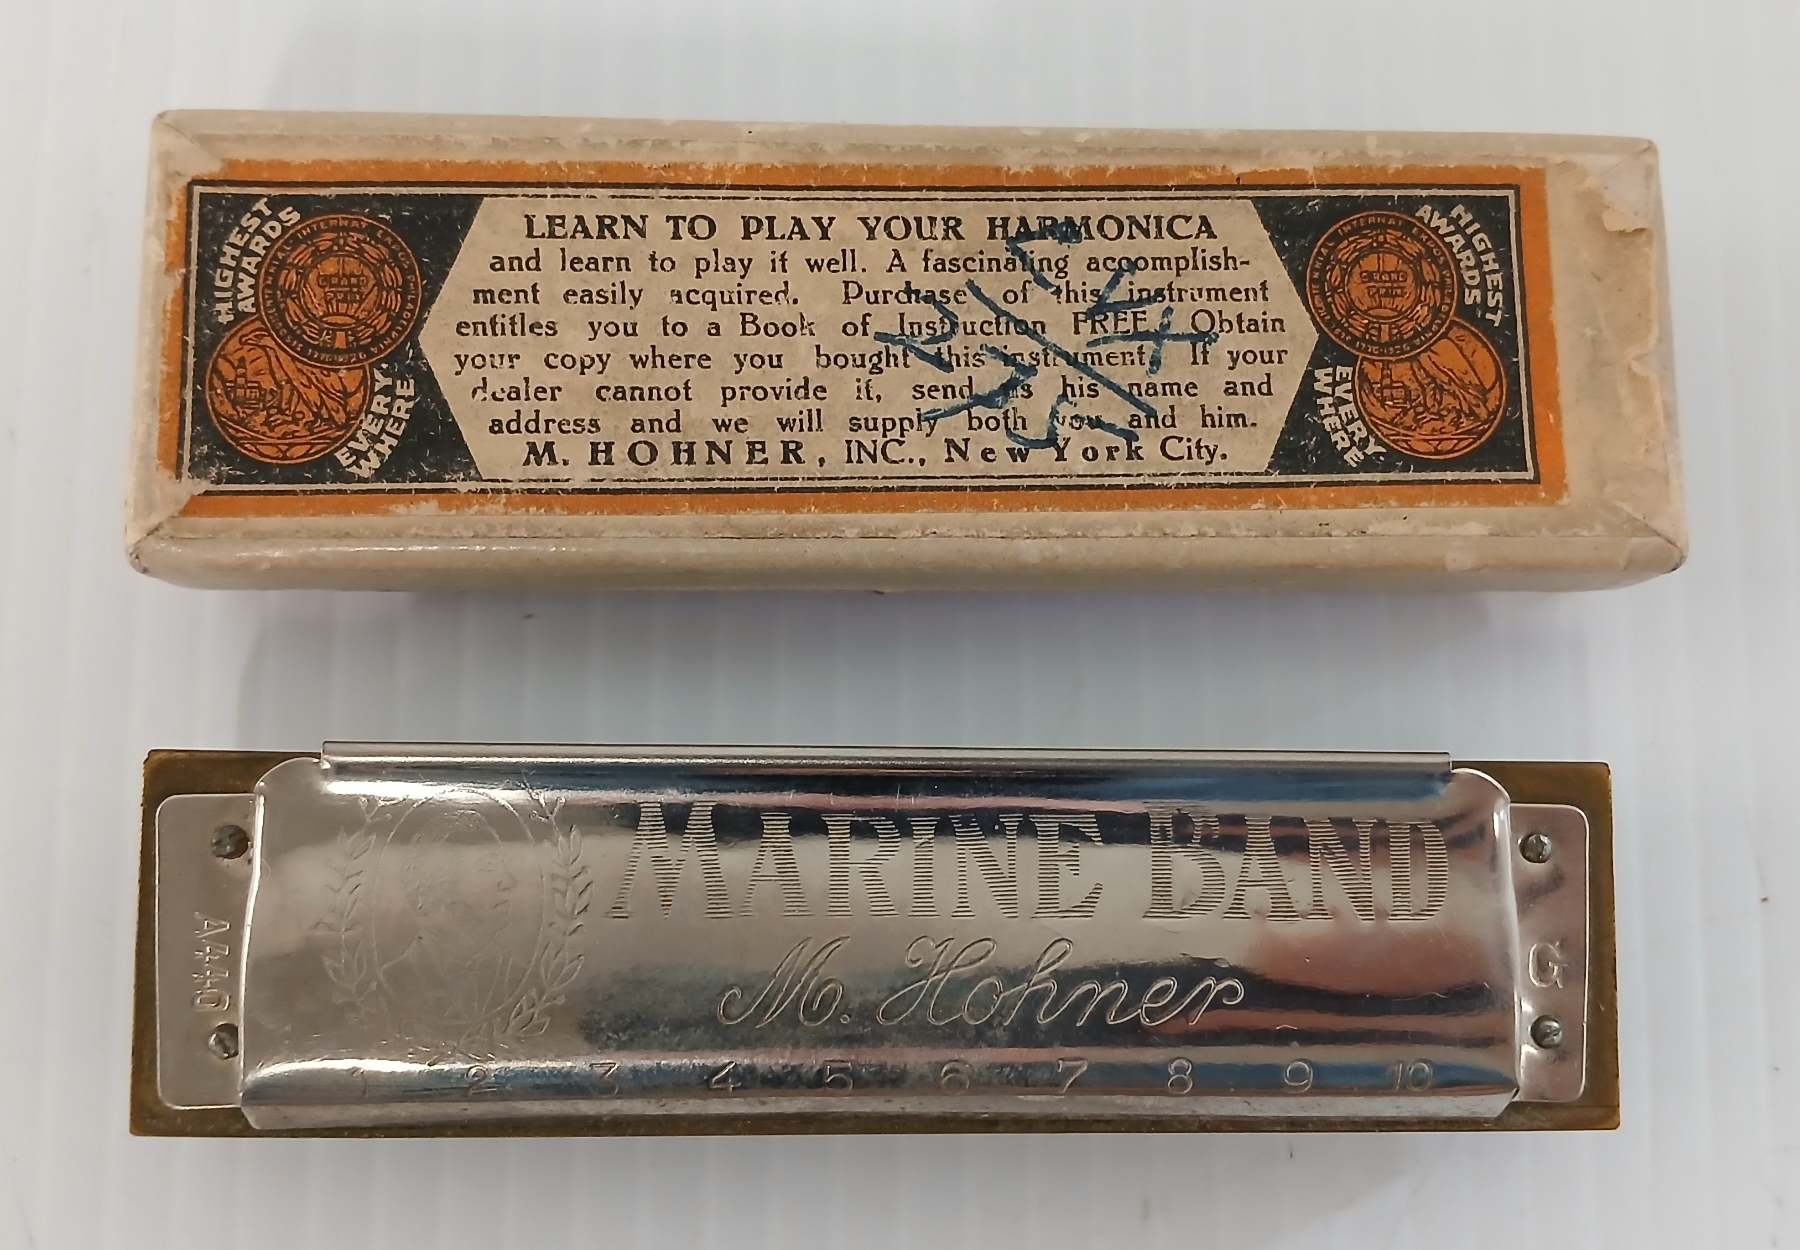 HIGHEST AWARDS
EVERY WHERE
LEARN TO PLAY YOUR HARMONICA
and learn to play it well. A fascinating accomplish-
ment easily acquired. Purchase of this instrument
entitles you to a Book of Instruction FREE. Obtain
your copy where you bought this instrument. If your
dealer cannot provide it, send us his name and
address and we will supply both you and him.
M. HOHNER, INC., New York City.
HIGHEST AWARDS
EVERY WHERE
MARINE BAND
M. Hohner
A440
G
1 2 3 4 5 6 7 8 9 10